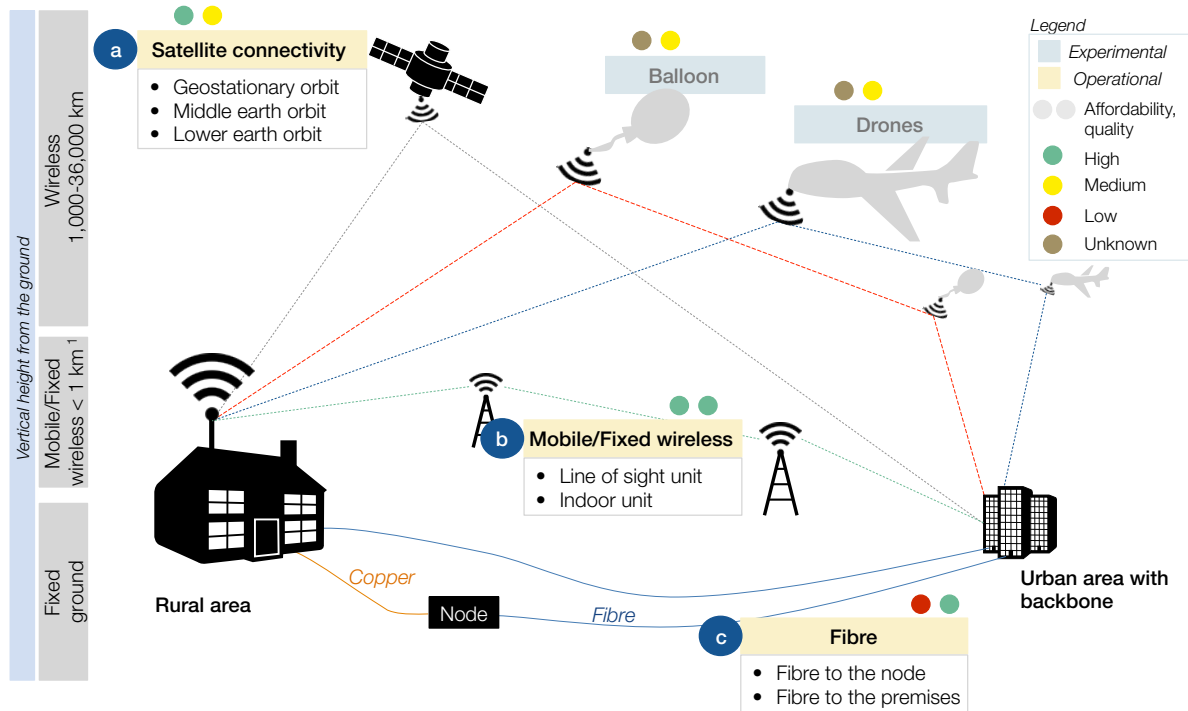 Vertical height from the ground
Wireless
1,000-36,000 km
Mobile/Fixed
wireless < 1 km 1
Fixed
ground
a
Satellite connectivity
• Geostationary orbit
• Middle earth orbit
• Lower earth orbit
Balloon
Drones
Legend
Experimental
Operational
Affordability,
quality
High
Medium
Low
Unknown
b
Mobile/Fixed wireless
• Line of sight unit
• Indoor unit
Rural area
Copper
Node
Fibre
Urban area with
backbone
c
Fibre
• Fibre to the node
• Fibre to the premises